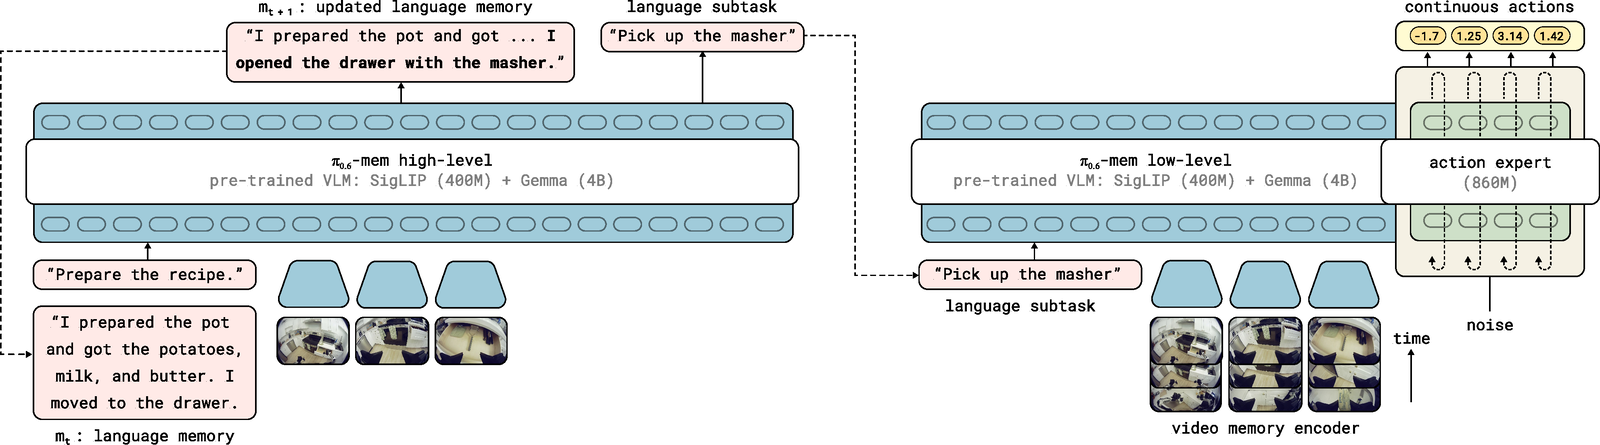 m t+1 : updated language memory
“I prepared the pot and got ... I
opened the drawer with the masher.”
language subtask
“Pick up the masher”
π0.6-mem high-level
pre-trained VLM: SigLIP (400M) + Gemma (4B)
“Prepare the recipe.”
“I prepared the pot
and got the potatoes,
milk, and butter. I
moved to the drawer.
m t : language memory
continuous actions
-1.7 1.25 3.14 1.42
π0.6-mem low-level
pre-trained VLM: SigLIP (400M) + Gemma (4B)
action expert
(860M)
“Pick up the masher”
language subtask
noise
time
video memory encoder